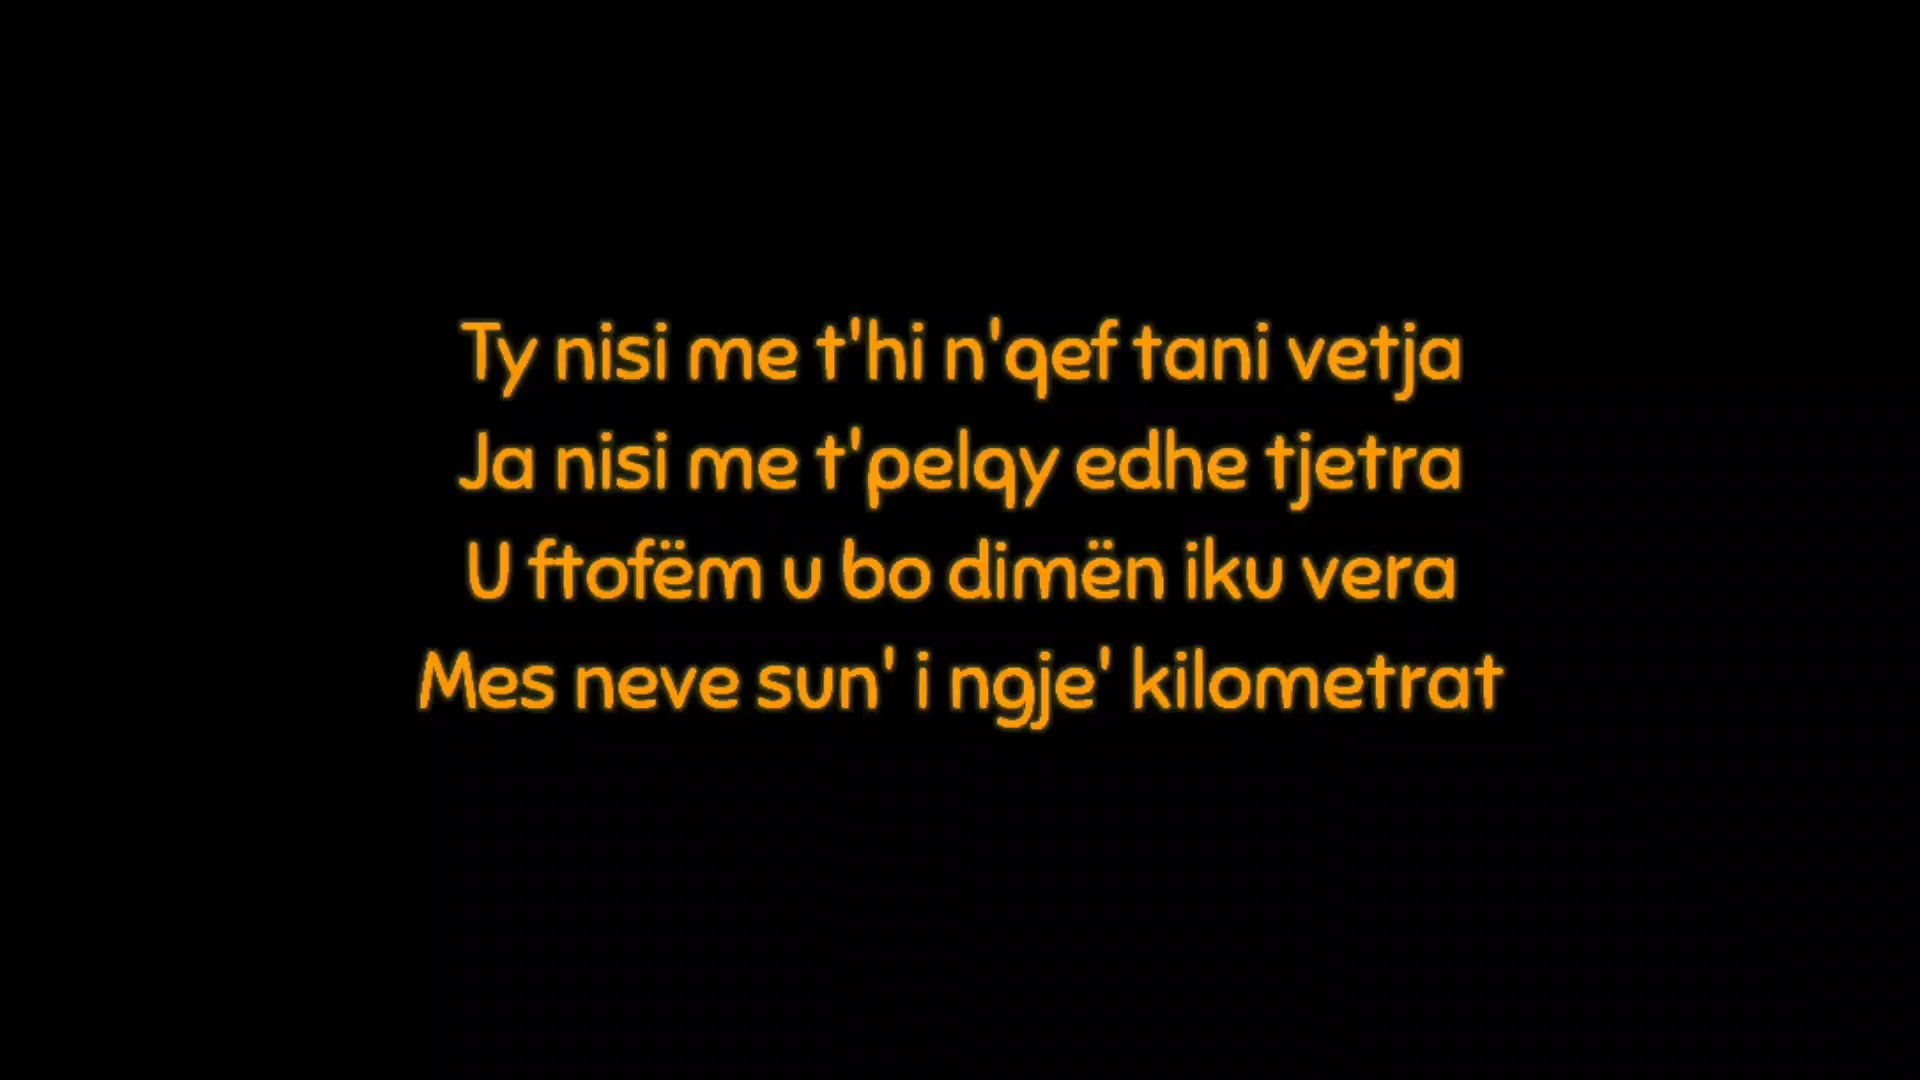 Ty nisi me t'hi n'qef tani vetja
Ja nisi me t'pelqy edhe tjetra
U ftofëm u bo dimën iku vera
Mes neve sun' i ngje' kilometrat